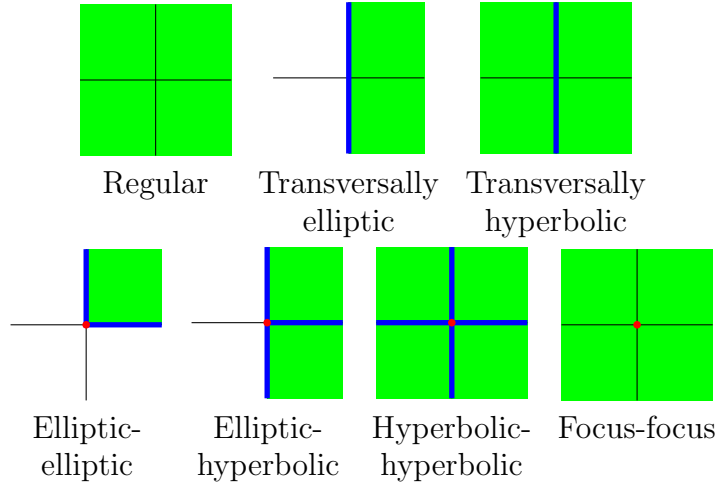 Regular
Transversally
elliptic
Transversally
hyperbolic
Elliptic-
elliptic
Elliptic-
hyperbolic
Hyperbolic-
hyperbolic
Focus-focus